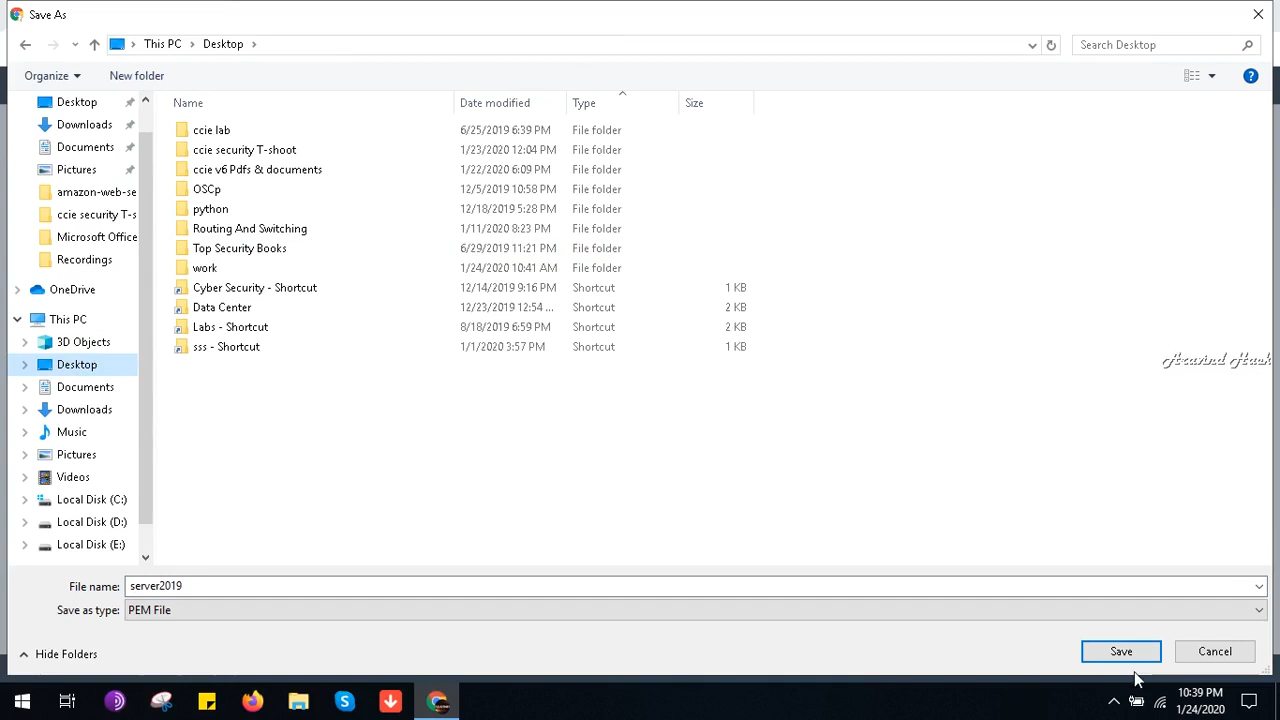 Save As
This PC Desktop
Search Desktop
Organize New folder
Name Date modified Type Size
Desktop
Downloads
Documents
Pictures
amazon-web-se
ccie security T-s
Microsoft Office
Recordings
OneDrive
This PC
3D Objects
Desktop
Documents
Downloads
Music
Pictures
Videos
Local Disk (C:)
Local Disk (D:)
Local Disk (E:)
ccie lab 6/25/2019 6:39 PM File folder
ccie security T-shoot 1/23/2020 12:04 PM File folder
ccie v6 Pdfs & documents 1/22/2020 6:09 PM File folder
OSCp 12/5/2019 10:58 PM File folder
python 12/18/2019 5:28 PM File folder
Routing And Switching 1/11/2020 8:23 PM File folder
Top Security Books 6/29/2019 11:21 PM File folder
work 1/24/2020 10:41 AM File folder
Cyber Security - Shortcut 12/14/2019 9:16 PM Shortcut 1 KB
Data Center 12/23/2019 12:54 ... Shortcut 2 KB
Labs - Shortcut 8/18/2019 6:59 PM Shortcut 2 KB
sss - Shortcut 1/1/2020 3:57 PM Shortcut 1 KB
Aravind Hack
File name: server2019
Save as type: PEM File
Hide Folders
Save Cancel
10:39 PM
1/24/2020